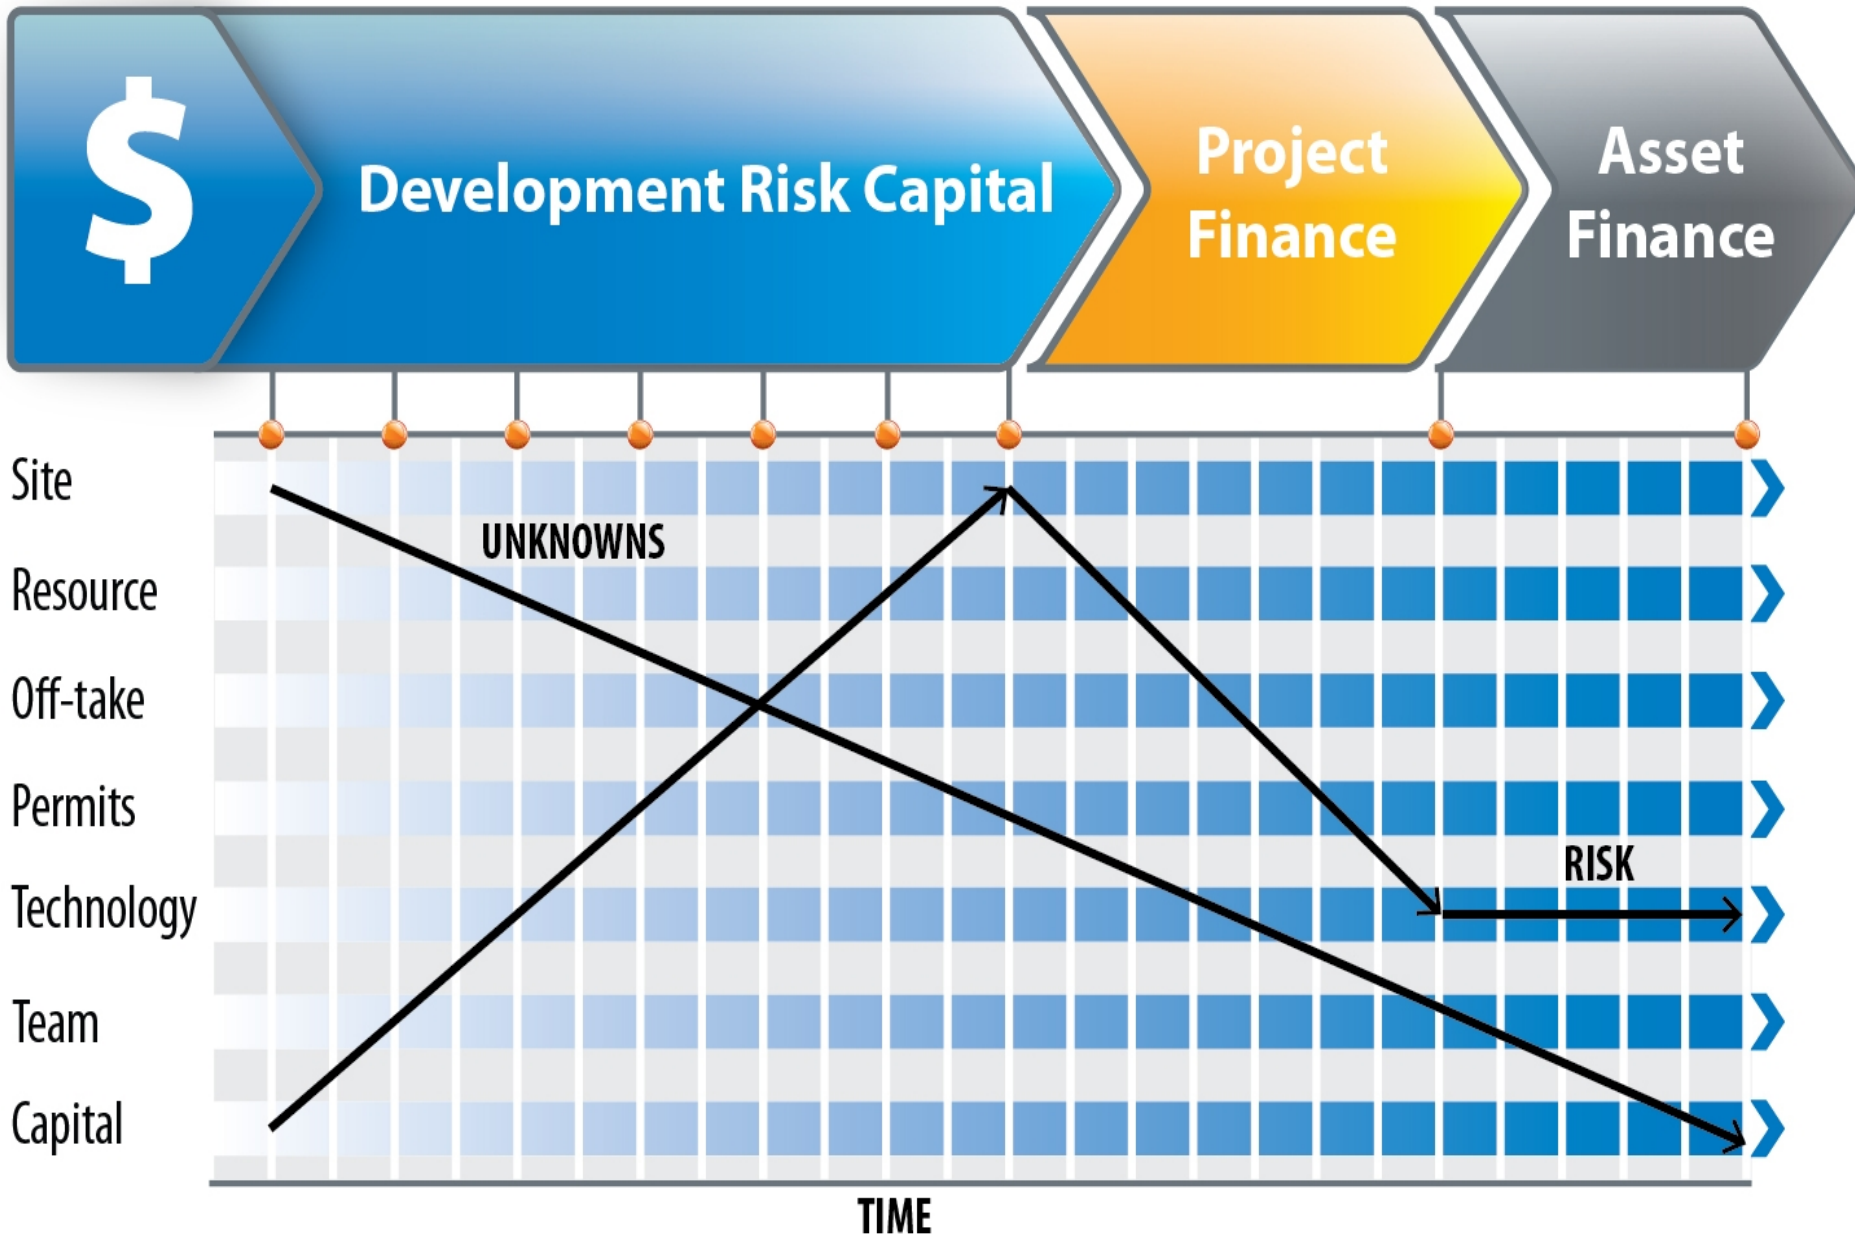 $
Development Risk Capital
Project
Finance
Asset
Finance
Site
UNKNOWNS
Resource
Off-take
Permits
RISK
Technology
Team
Capital
TIME